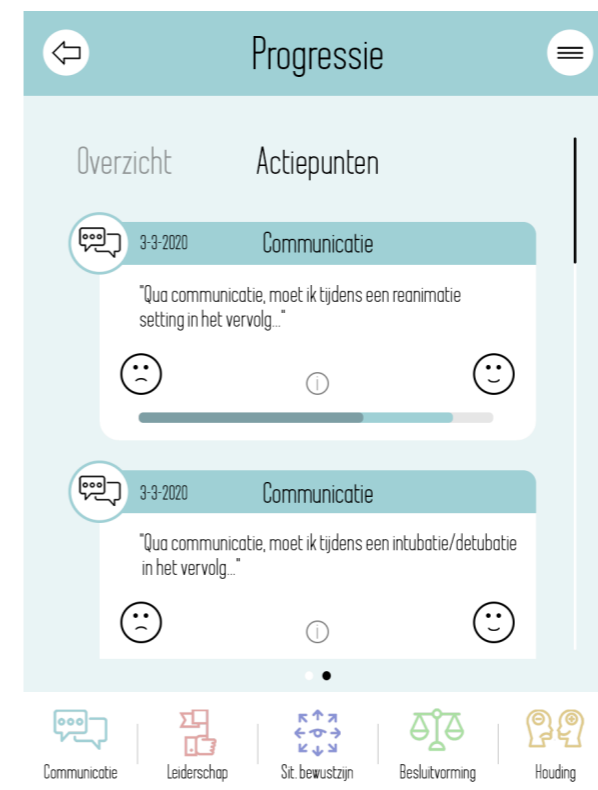 Progressie
Overzicht Actiepunten
3-3-2020 Communicatie
"Qua communicatie, moet ik tijdens een reanimatie
setting in het vervolg..."
i
3-3-2020 Communicatie
"Qua communicatie, moet ik tijdens een intubatie/detubatie
in het vervolg..."
i
Communicatie Leiderschap Sit. bewustzijn Besluitvorming Houding